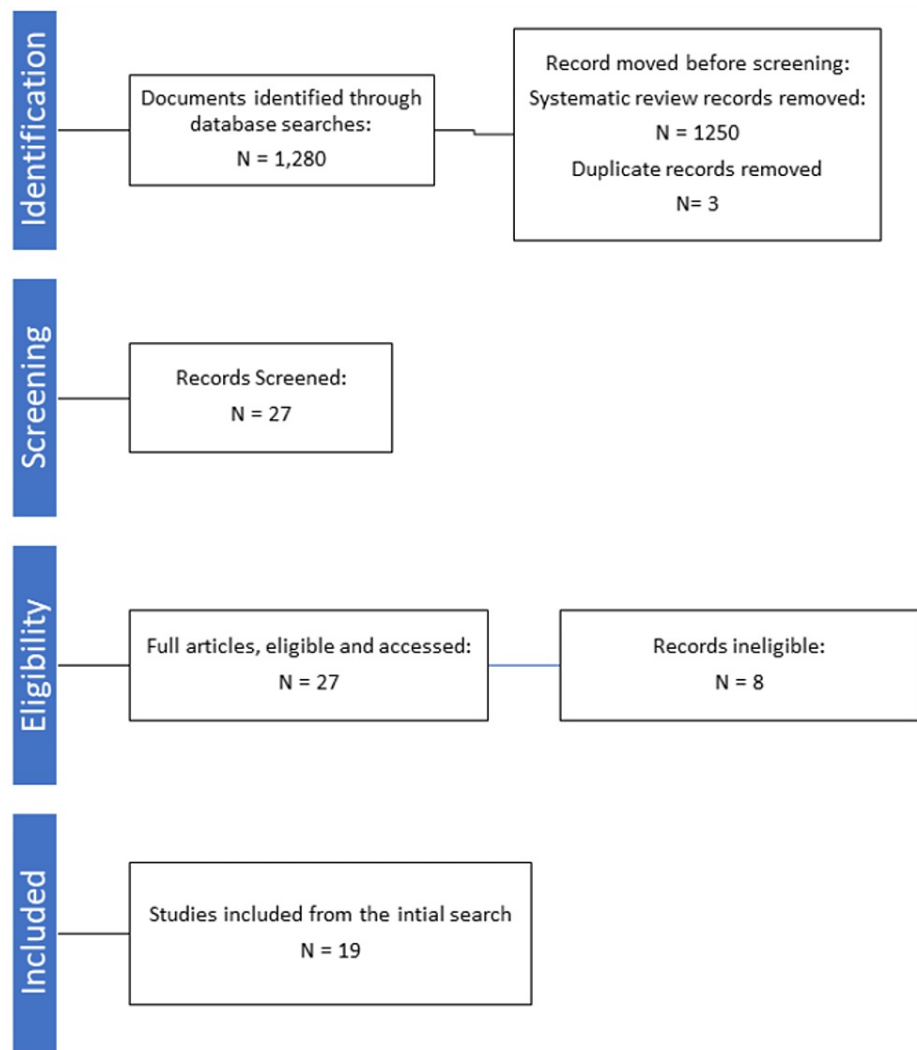 Identification
Documents identified through
database searches:
N = 1,280
Record moved before screening:
Systematic review records removed:
N = 1250
Duplicate records removed
N= 3
Screening
Records Screened:
N = 27
Eligibility
Full articles, eligible and accessed:
N = 27
Records ineligible:
N = 8
Included
Studies included from the intial search
N = 19